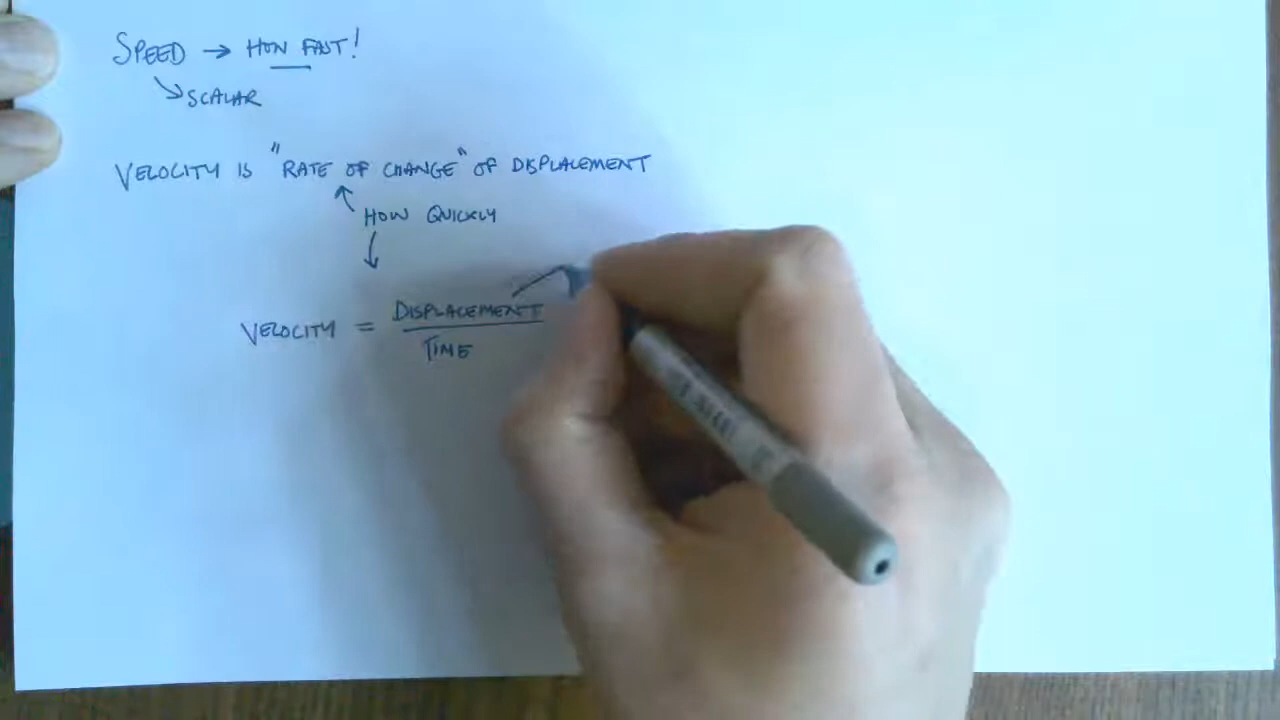 SPEED → HOW FAST!
SCALAR
VELOCITY IS "RATE OF CHANGE" OF DISPLACEMENT
HOW QUICKLY
VELOCITY = DISPLACEMENT
TIME